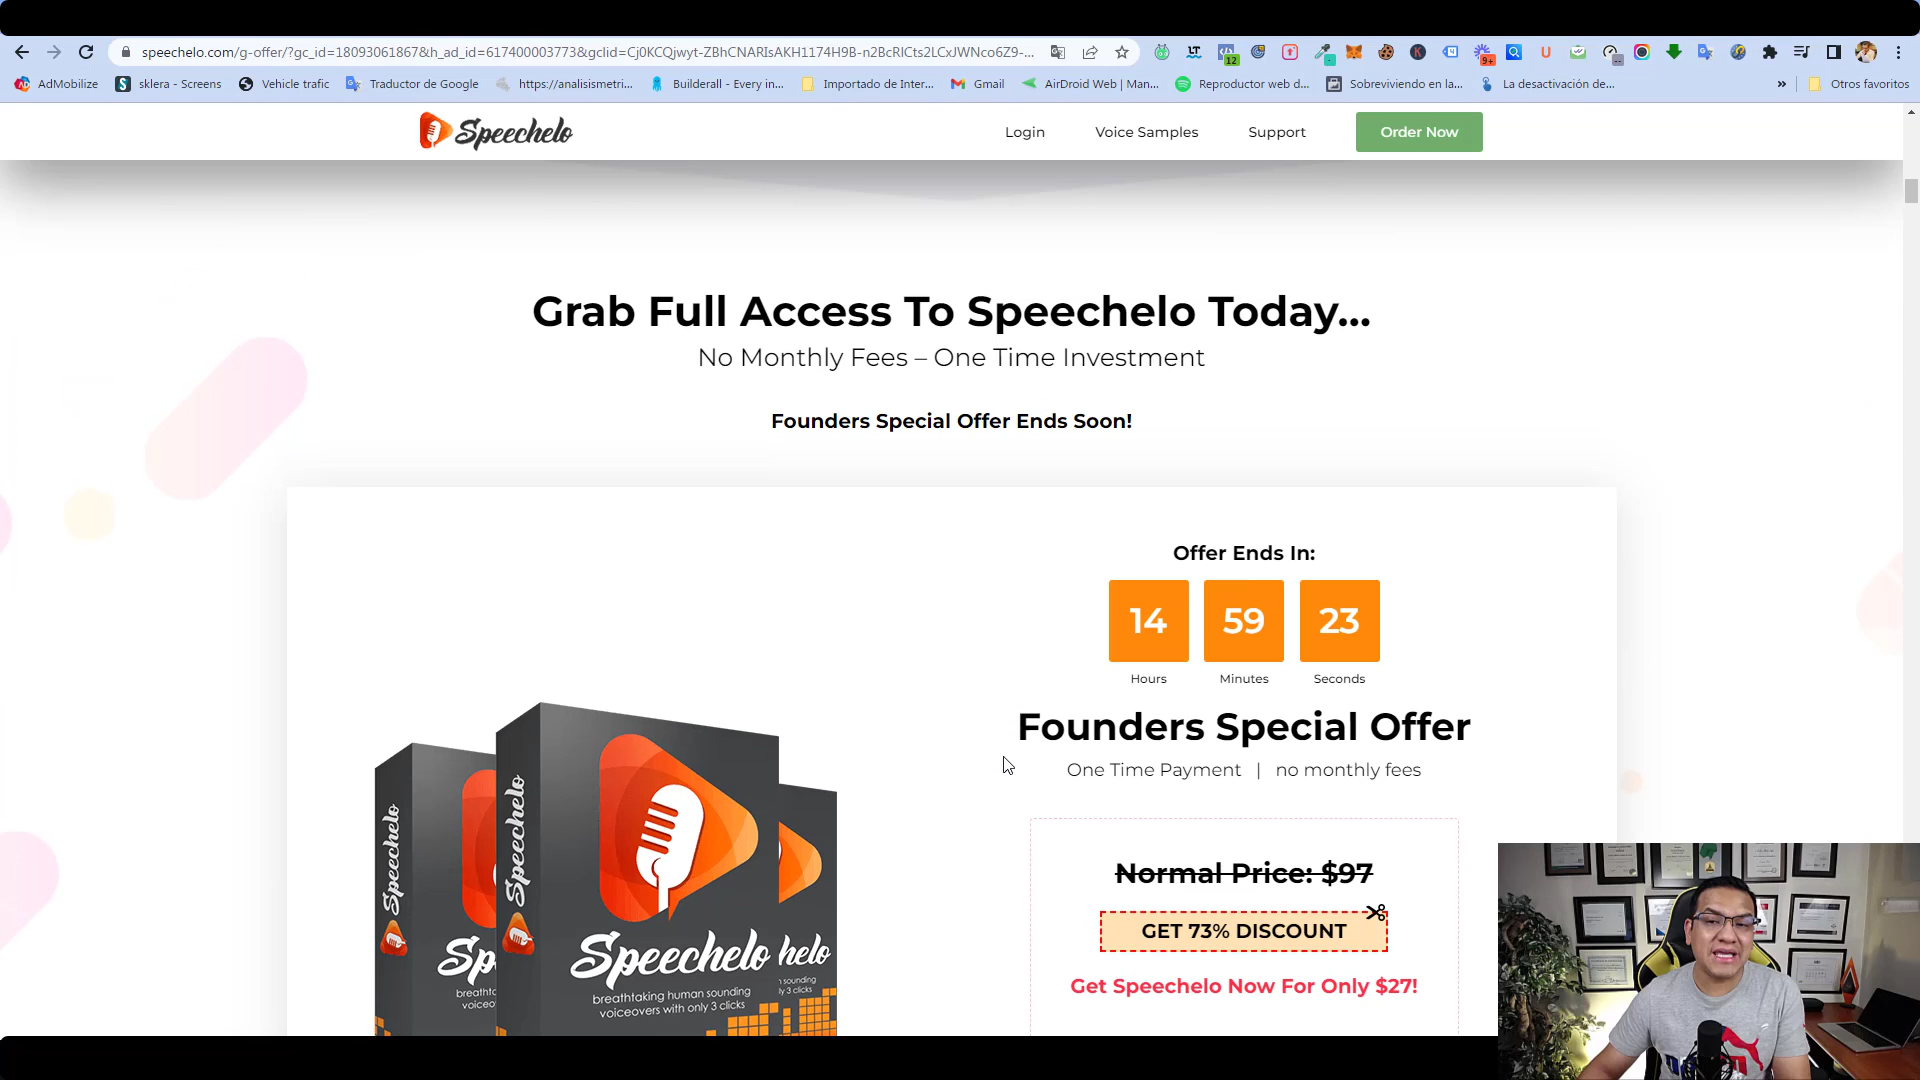 speechelo.com/g-offer/?gc_id=18093061867&h_ad_id=617400003773&gclid=Cj0KCQjwyt-ZBhCNARIsAKH1174H9B-n2BcRlCts2LCxJWNco6Z9-...
12
9+
AdMobilize
sklera - Screens
Vehicle trafic
Traductor de Google
https://analisismetri...
Builderall - Every in...
Importado de Inter...
Gmail
AirDroid Web | Man...
Reproductor web d...
Sobreviviendo en la...
La desactivación de...
»
Otros favoritos
Speechelo
Login
Voice Samples
Support
Order Now
Grab Full Access To Speechelo Today...
No Monthly Fees – One Time Investment
Founders Special Offer Ends Soon!
Offer Ends In:
14 59 23
Hours Minutes Seconds
Founders Special Offer
One Time Payment | no monthly fees
Normal Price: $97
GET 73% DISCOUNT
Get Speechelo Now For Only $27!
Speechelo
Speechelo
Speechelo
breathtaking human sounding
voiceovers with only 3 clicks